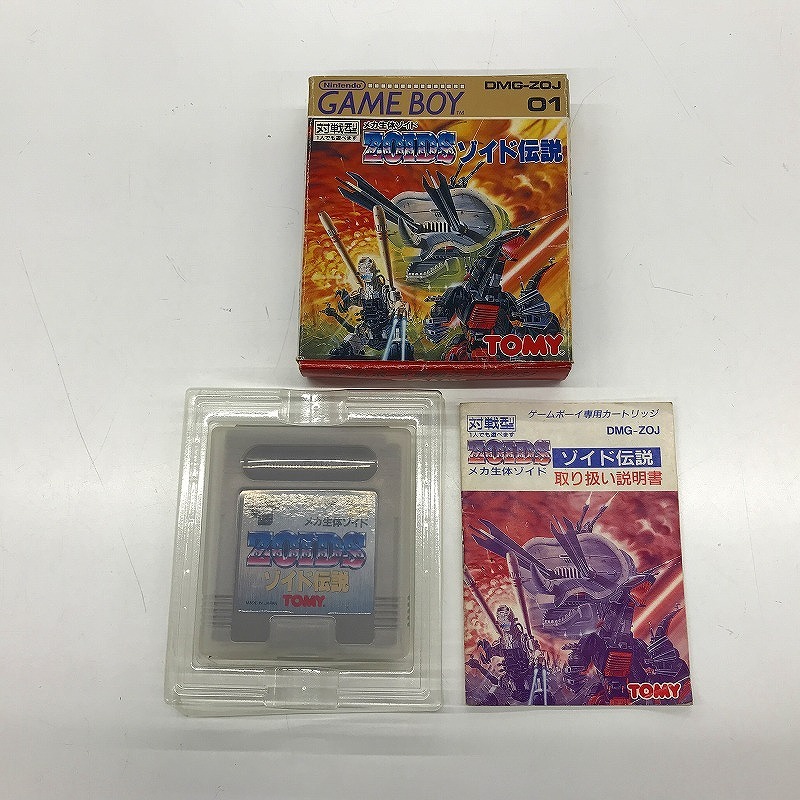 Nintendo
GAME BOY™
DMG-ZOJ
01
対戦型
1人でも遊べます
メカ生体ゾイド
ZOIDS ゾイド伝説
TOMY
メカ生体ゾイド
ZOIDS
ゾイド伝説
TOMY
MADE IN JAPAN
ゲームボーイ専用カートリッジ
対戦型
1人でも遊べます
DMG-ZOJ
ZOIDS
メカ生体ゾイド
ゾイド伝説
取り扱い説明書
TOMY